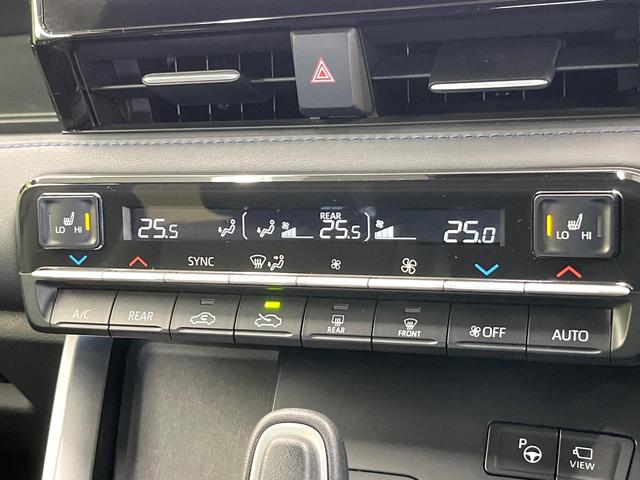 LO HI
25.5
REAR
25.5
25.0
LO HI
SYNC
A/C
REAR
REAR
FRONT
OFF
AUTO
P
VIEW